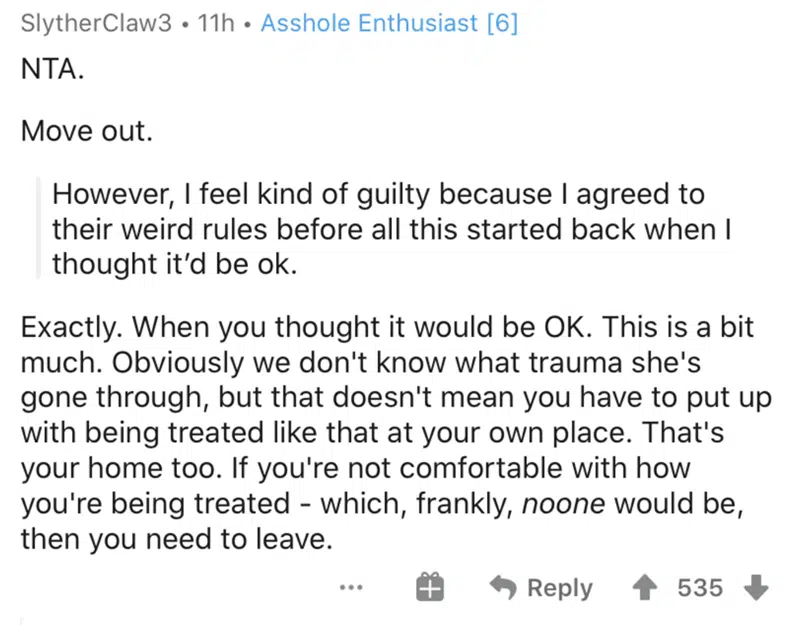 SlytherClaw3 • 11h • Asshole Enthusiast [6]
NTA.
Move out.
However, I feel kind of guilty because I agreed to
their weird rules before all this started back when I
thought it'd be ok.
Exactly. When you thought it would be OK. This is a bit
much. Obviously we don't know what trauma she's
gone through, but that doesn't mean you have to put up
with being treated like that at your own place. That's
your home too. If you're not comfortable with how
you're being treated - which, frankly, noone would be,
then you need to leave.
... Reply 535